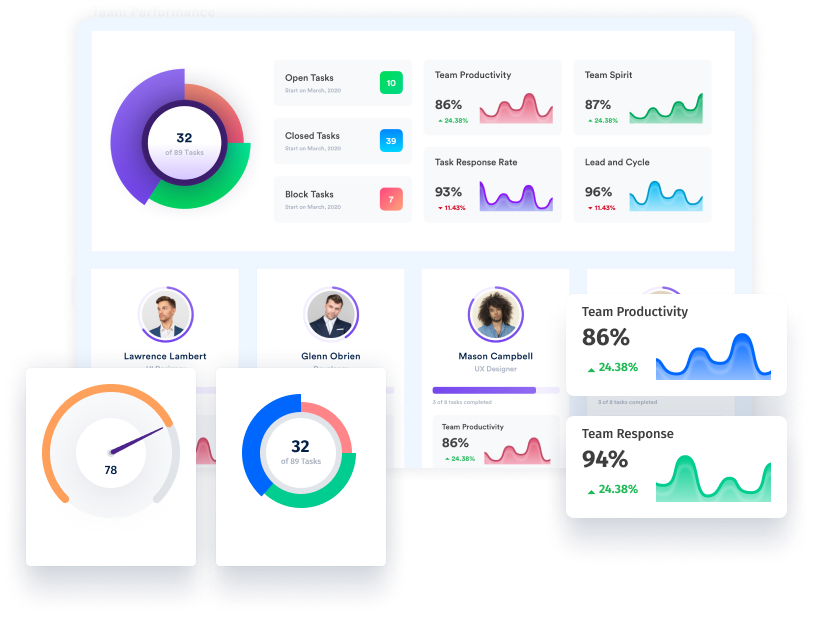 Team Performance
Open Tasks
Start on March, 2020
10
Closed Tasks
Start on March, 2020
39
Block Tasks
Start on March, 2020
7
32
of 89 Tasks
Team Productivity
86%
24.38%
Team Spirit
87%
24.38%
Task Response Rate
93%
11.43%
Lead and Cycle
96%
11.43%
Lawrence Lambert
Glenn Obrien
Mason Campbell
UX Designer
3 of 8 tasks completed
Team Productivity
86%
24.38%
3 of 8 tasks completed
78
32
of 89 Tasks
Team Productivity
86%
24.38%
Team Response
94%
24.38%